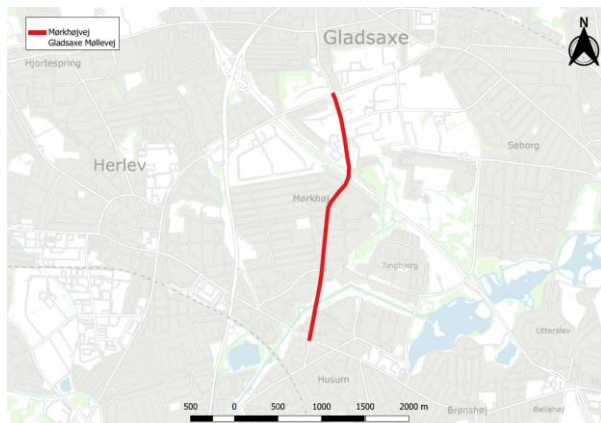 Mørkhøjvej
Gladsaxe Møllevej
Gladsaxe
N
Hjortespring
Herlev
Søborg
Mørkhøj
Tingbjerg
Utterslev
Husum
Brønshøj
Bellahøj
500 0 500 1000 1500 2000 m